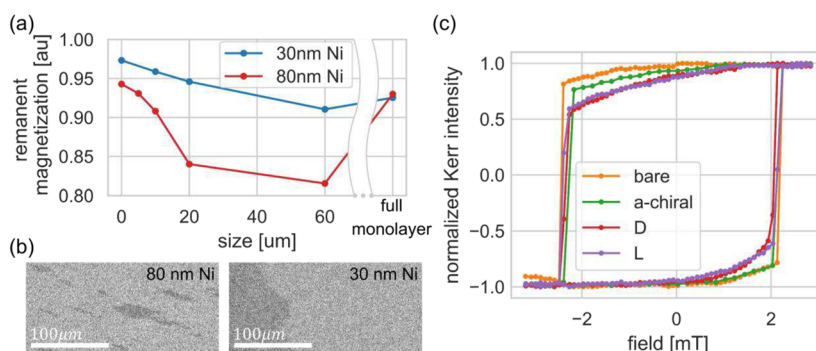 (a)
1.00
0.95
0.90
0.85
0.80
remanent
magnetization [au]
30nm Ni
80nm Ni
0 20 40 60 full
monolayer
size [um]
(b)
80 nm Ni
100μm
30 nm Ni
100μm
(c)
1.0
0.5
0.0
−0.5
−1.0
normalized Kerr intensity
bare
a-chiral
D
L
−2 0 2
field [mT]